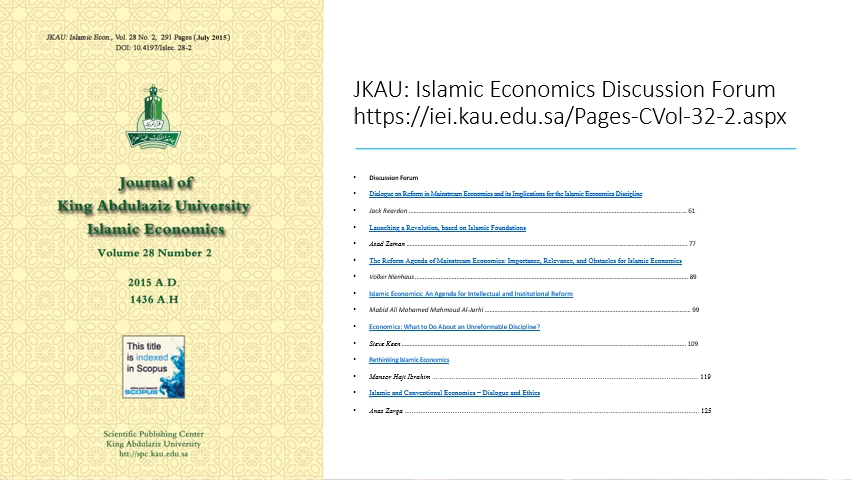 JKAU: Islamic Econ., Vol. 28 No. 2, 291 Pages (July 2015)
DOI: 10.4197/Islec. 28-2
Journal of
King Abdulaziz University
Islamic Economics
Volume 28 Number 2
2015 A.D.
1436 A.H
This title
is indexed
in Scopus
SCOPUS
Scientific Publishing Center
King Abdulaziz University
htt://spc.kau.edu.sa
JKAU: Islamic Economics Discussion Forum
https://iei.kau.edu.sa/Pages-CVol-32-2.aspx
• Discussion Forum
• Dialogue on Reform in Mainstream Economics and its Implications for the Islamic Economics Discipline
• Jack Reardon ... 61
• Launching a Revolution, based on Islamic Foundations
• Asad Zaman ... 77
• The Reform Agenda of Mainstream Economics: Importance, Relevance, and Obstacles for Islamic Economics
• Volker Nienhaus ... 89
• Islamic Economics: An Agenda for Intellectual and Institutional Reform
• Mabid Ali Mohamed Mahmoud Al-Jarhi ... 99
• Economics: What to Do About an Unreformable Discipline?
• Steve Keen ... 109
• Rethinking Islamic Economics
• Mansor Haji Ibrahim ... 119
• Islamic and Conventional Economics – Dialogue and Ethics
• Anas Zarqa ... 125